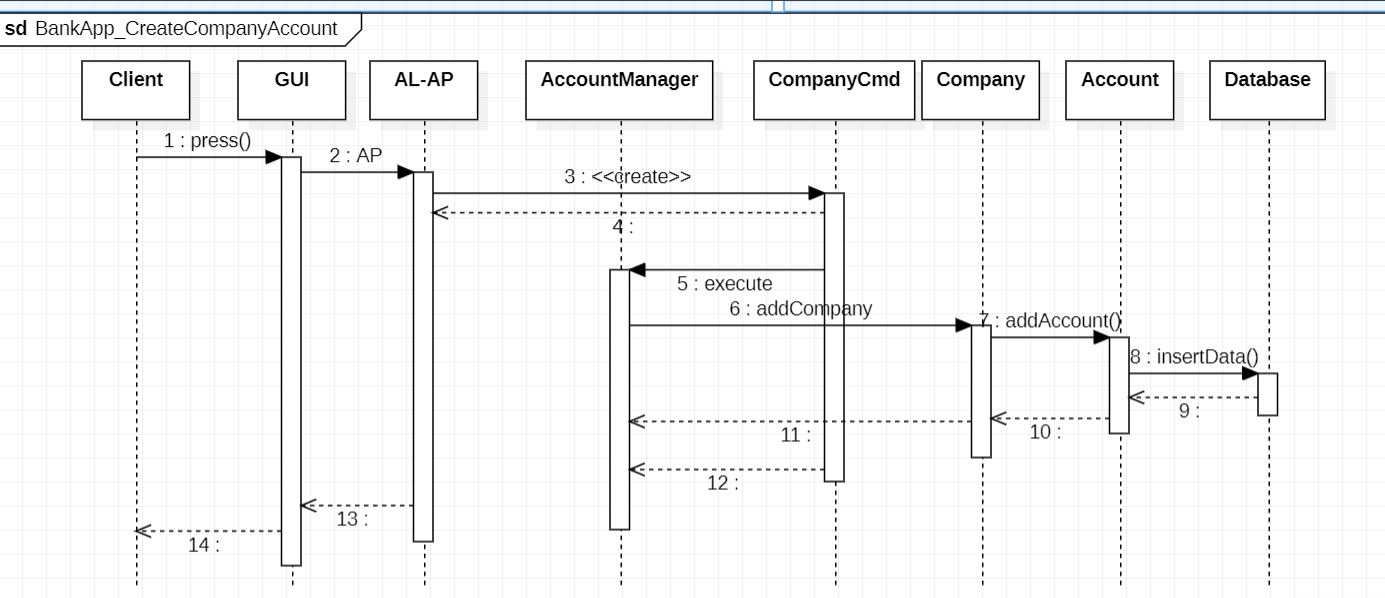 sd BankApp_CreateCompanyAccount
Client
GUI
AL-AP
AccountManager
CompanyCmd
Company
Account
Database
1 : press()
2 : AP
3 : <<create>>
4 :
5 : execute
6 : addCompany
7 : addAccount()
8 : insertData()
9 :
10 :
11 :
12 :
13 :
14 :